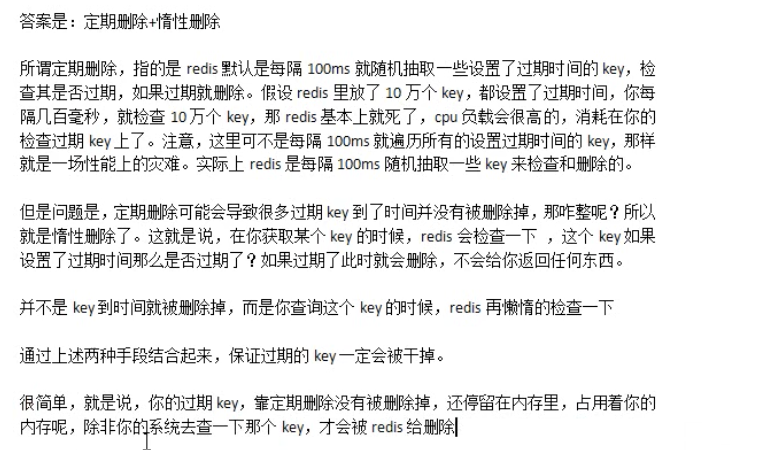 答案是：定期删除+惰性删除
所谓定期删除，指的是 redis 默认是每隔 100ms 就随机抽取一些设置了过期时间的 key，检
查其是否过期，如果过期就删除。假设 redis 里放了 10 万个 key，都设置了过期时间，你每
隔几百毫秒，就检查 10 万个 key，那 redis 基本上就死了，cpu 负载会很高的，消耗在你的
检查过期 key 上了。注意，这里可不是每隔 100ms 就遍历所有的设置过期时间的 key，那样
就是一场性能上的灾难。实际上 redis 是每隔 100ms 随机抽取一些 key 来检查和删除的。
但是问题是，定期删除可能会导致很多过期 key 到了时间并没有被删除掉，那咋整呢？所以
就是惰性删除了。这就是说，在你获取某个 key 的时候，redis 会检查一下 ，这个 key 如果
设置了过期时间那么是否过期了？如果过期了此时就会删除，不会给你返回任何东西。
并不是 key 到时间就被删除掉，而是你查询这个 key 的时候，redis 再懒惰的检查一下
通过上述两种手段结合起来，保证过期的 key 一定会被干掉。
很简单，就是说，你的过期 key，靠定期删除没有被删除掉，还停留在内存里，占用着你的
内存呢，除非你的系统去查一下那个 key，才会被 redis 给删除